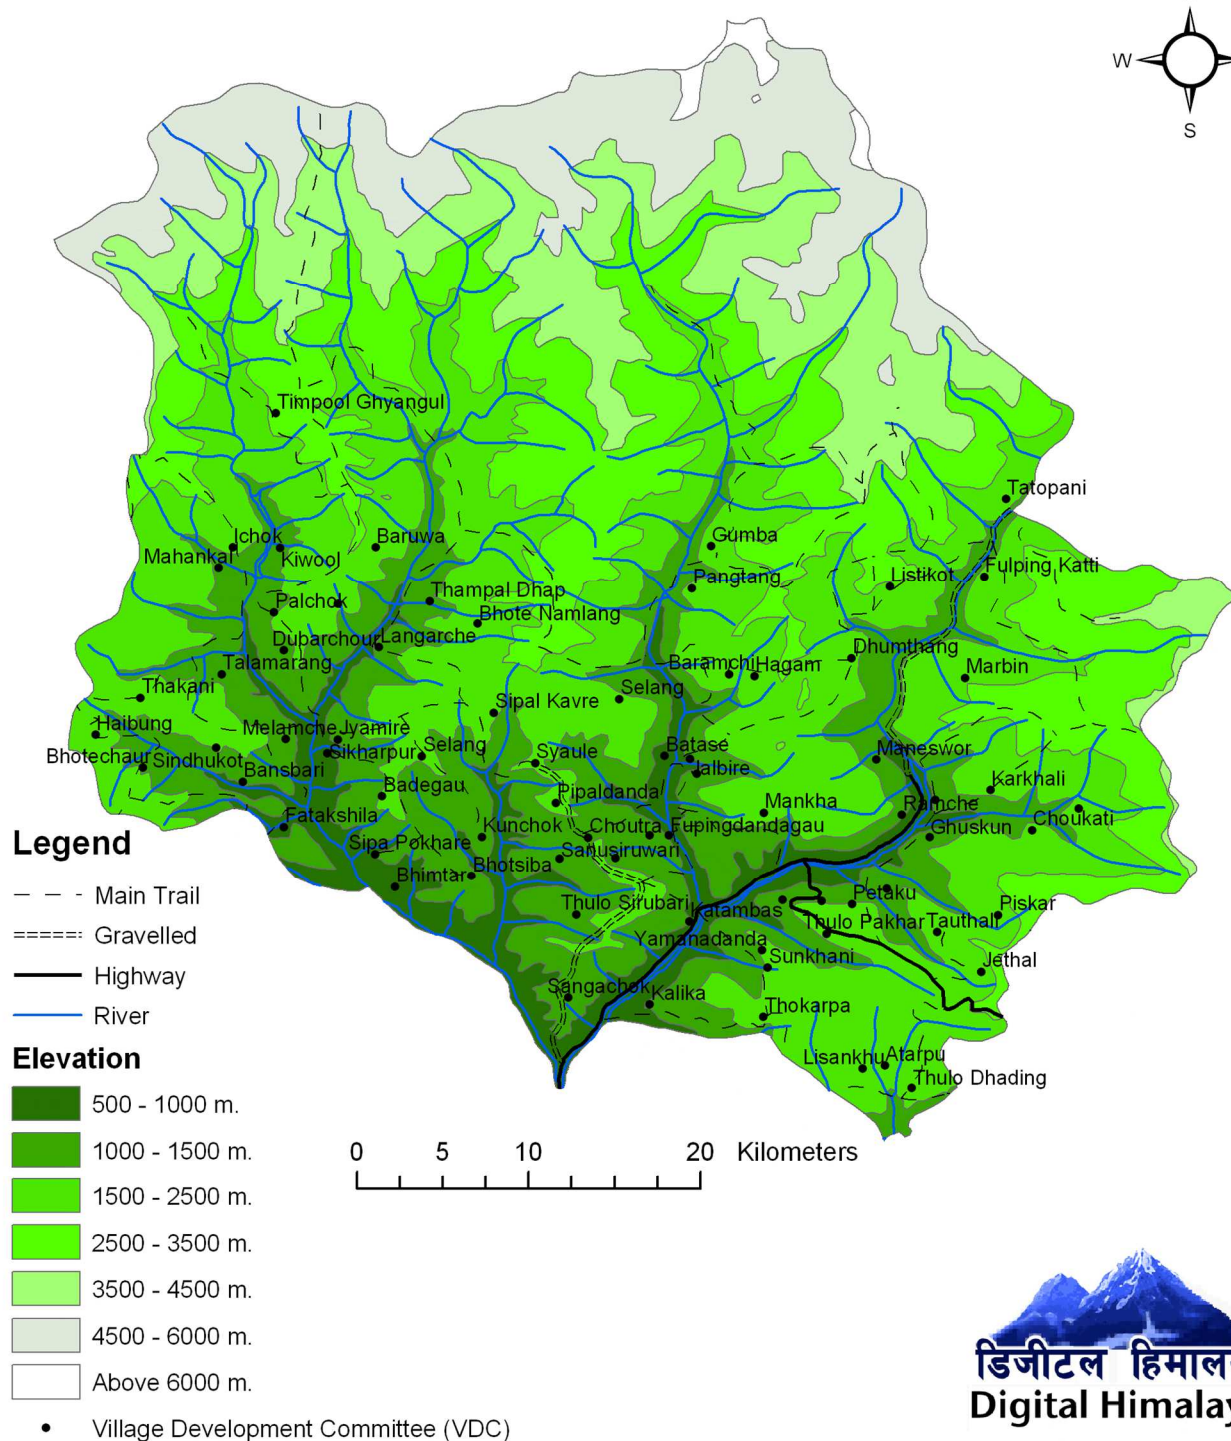 W
S
Timpool Ghyangul
Tatopani
Ichok
Baruwa
Gumba
Mahankal
Kiwool
Fulping Katti
Pangtang
Listikot
Thampal Dhap
Palchok
Bhote Namlang
Dubarchour
Langarche
Dhumthang
Talamarang
Baramchi
Hagam
Marbin
Thakani
Selang
Sipal Kavre
Haibung
Melamche
Jyamire
Bhotechaur
Sindhukot
Sikharpur
Selang
Syaule
Batase
Maneswor
Bansbari
Jalbire
Karkhali
Badegau
Pipaldanda
Mankha
Ramche
Fatakshila
Choukati
Sipa Pokhare
Kunchok
Choutra
Fupingdandagau
Ghuskun
Sanusiruwari
Bhotsiba
Bhimtar
Thulo Sirubari
Katambas
Petaku
Piskar
Thulo Pakhar
Tauthali
Yamanadanda
Sunkhani
Jethal
Sangachok
Kalika
Thokarpa
Lisankhu
Atarpu
Thulo Dhading
Legend
Main Trail
Gravelled
Highway
River
Elevation
500 - 1000 m.
1000 - 1500 m.
1500 - 2500 m.
2500 - 3500 m.
3500 - 4500 m.
4500 - 6000 m.
Above 6000 m.
Village Development Committee (VDC)
0 5 10 20 Kilometers
डिजीटल हिमाल
Digital Himalay